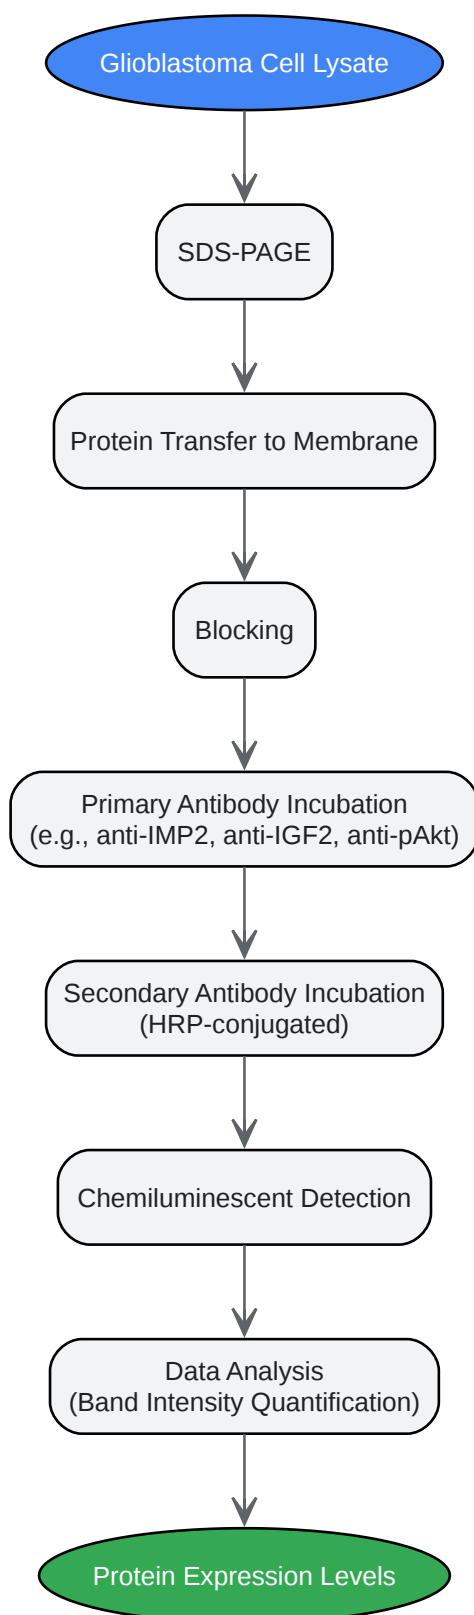 Glioblastoma Cell Lysate
SDS-PAGE
Protein Transfer to Membrane
Blocking
Primary Antibody Incubation
(e.g., anti-IMP2, anti-IGF2, anti-pAkt)
Secondary Antibody Incubation
(HRP-conjugated)
Chemiluminescent Detection
Data Analysis
(Band Intensity Quantification)
Protein Expression Levels